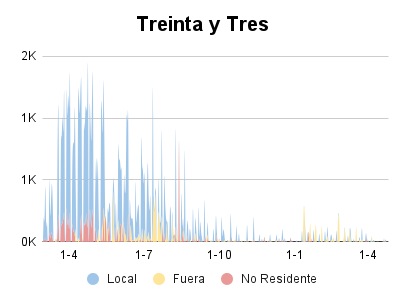 Treinta y Tres
2K
1K
1K
0K
1-4 1-7 1-10 1-1 1-4
Local Fuera No Residente